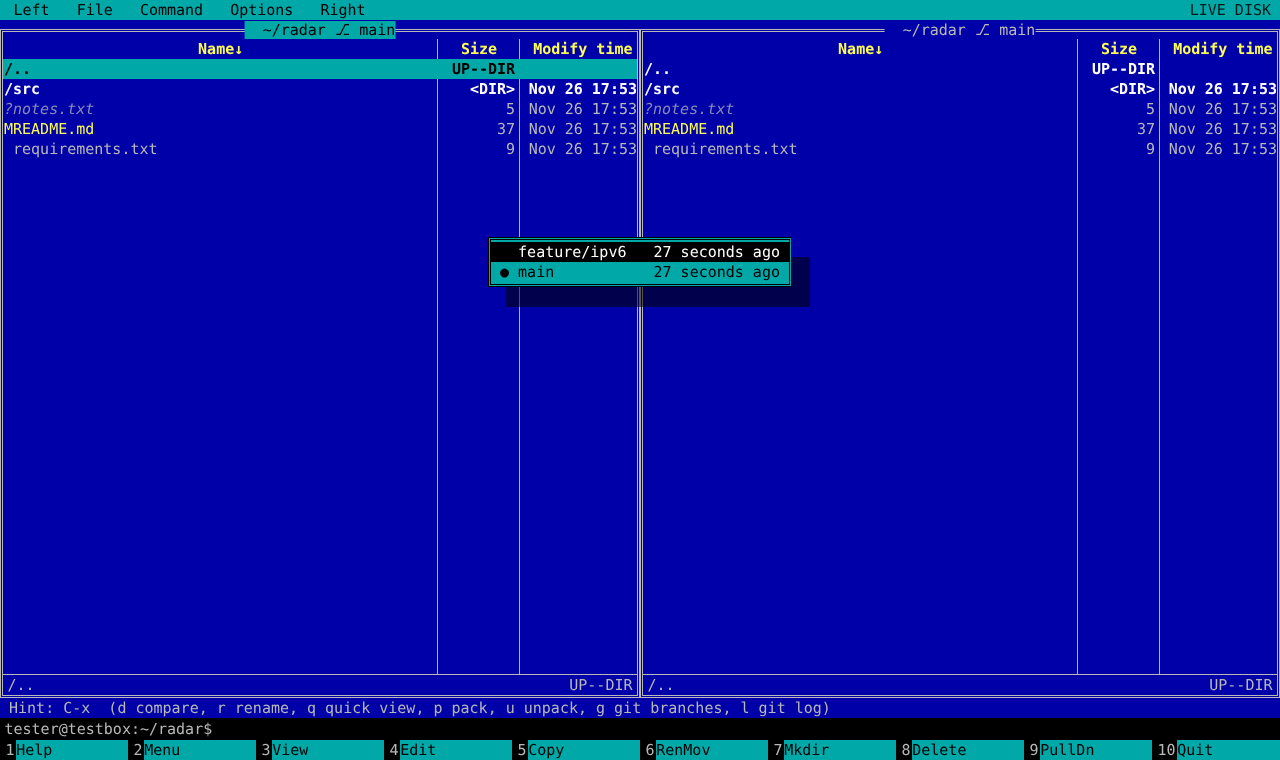 Left File Command Options Right LIVE DISK
~/radar ⎇ main ~/radar ⎇ main
Name↓ Size Modify time Name↓ Size Modify time
/.. UP--DIR /.. UP--DIR
/src <DIR> Nov 26 17:53 /src <DIR> Nov 26 17:53
?notes.txt 5 Nov 26 17:53 ?notes.txt 5 Nov 26 17:53
MREADME.md 37 Nov 26 17:53 MREADME.md 37 Nov 26 17:53
requirements.txt 9 Nov 26 17:53 requirements.txt 9 Nov 26 17:53
feature/ipv6 27 seconds ago
● main 27 seconds ago
/.. UP--DIR /.. UP--DIR
Hint: C-x  (d compare, r rename, q quick view, p pack, u unpack, g git branches, l git log)
tester@testbox:~/radar$
1Help 2Menu 3View 4Edit 5Copy 6RenMov 7Mkdir 8Delete 9PullDn 10Quit